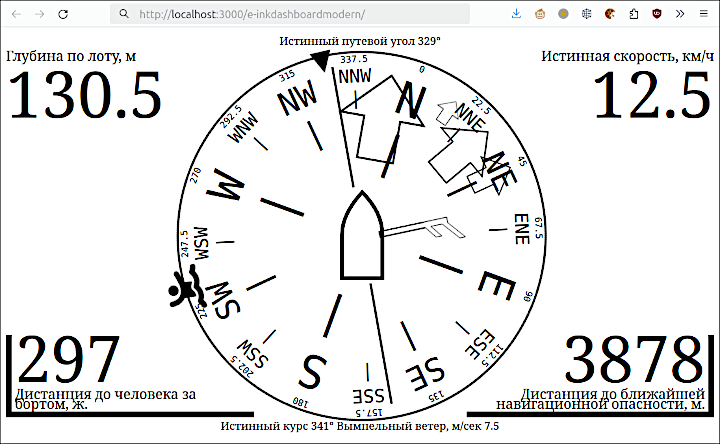 http://localhost:3000/e-inkdashboardmodern/
Истинный путевой угол 329°
Глубина по лоту, м
130.5
Истинная скорость, км/ч
12.5
337.5
NNW
0
N
22.5
NNE
45
NE
67.5
ENE
90
E
112.5
ESE
135
SE
157.5
SSE
180
S
202.5
SSW
225
SW
247.5
WSW
270
W
292.5
WNW
315
NW
297
Дистанция до человека за
бортом, ж.
3878
Дистанция до ближайшей
навигационной опасности, м.
Истинный курс 341° Вымпельный ветер, м/сек 7.5